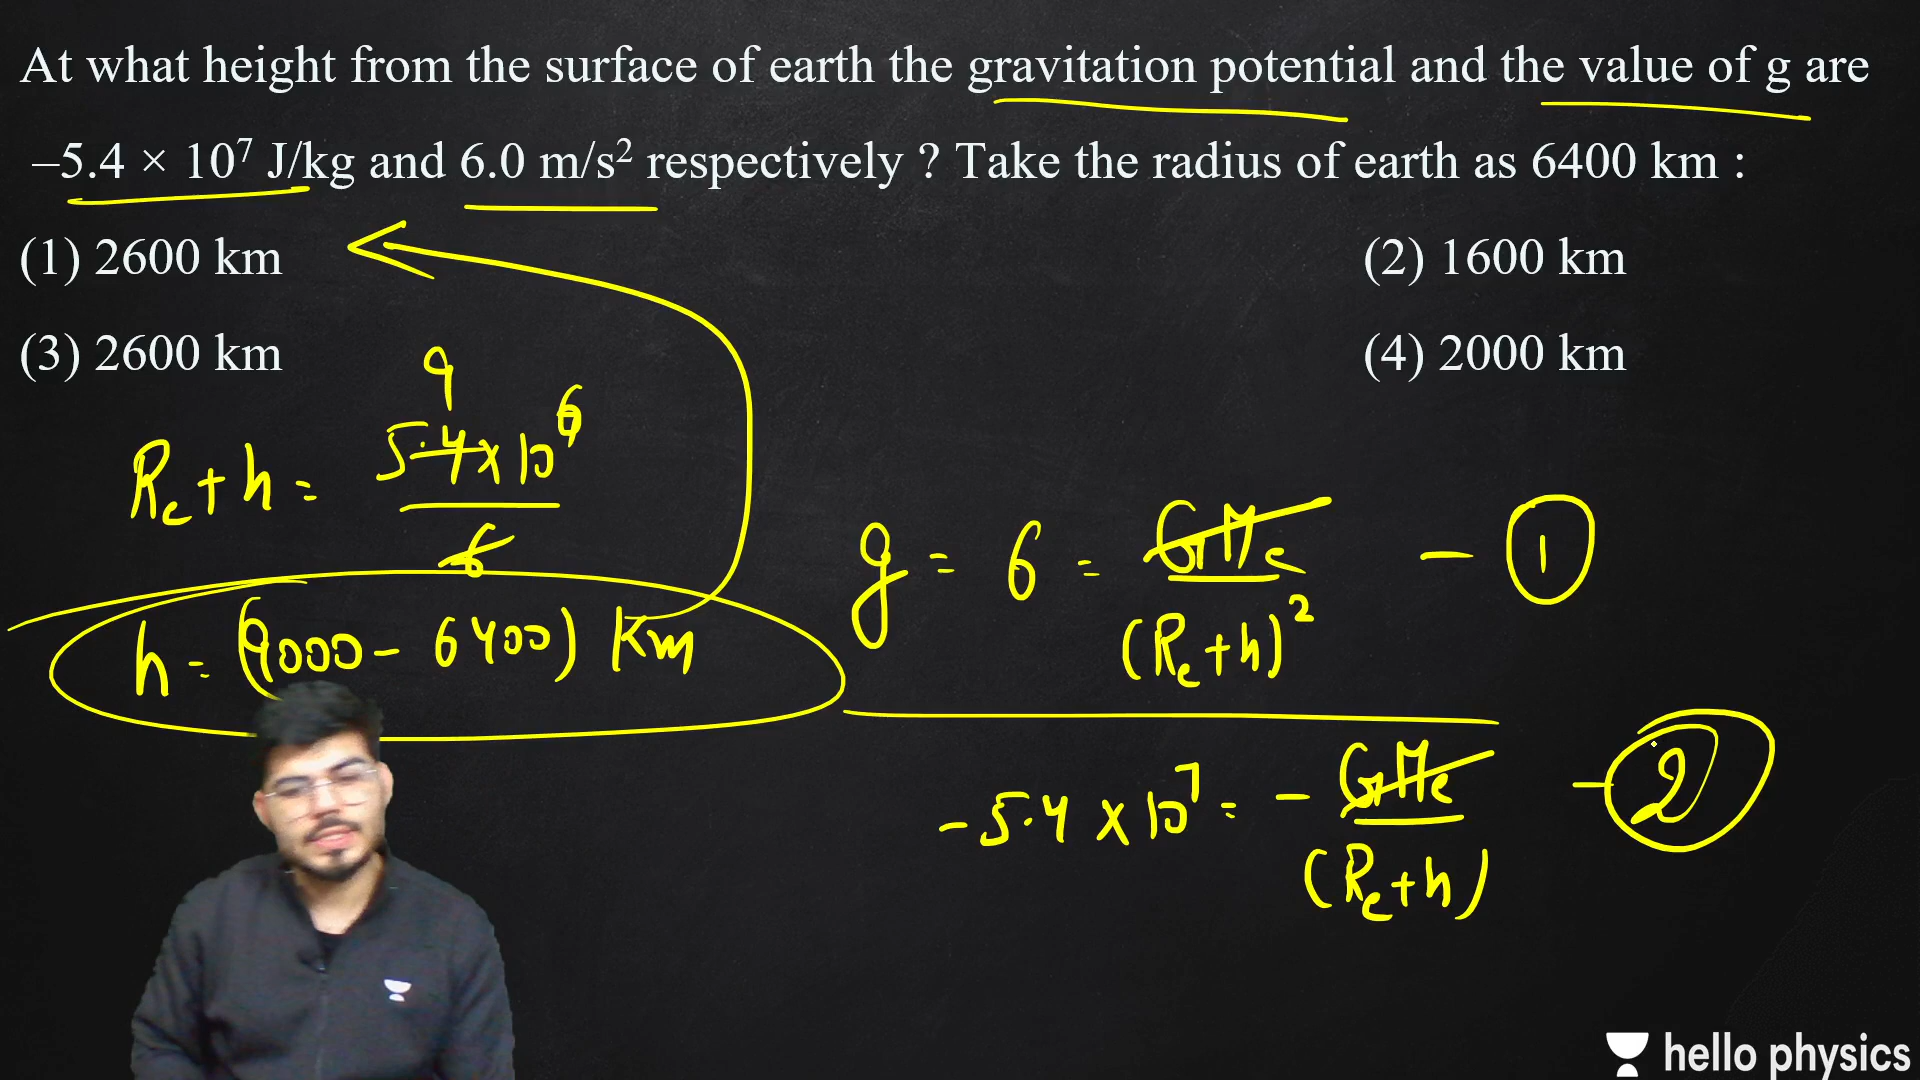 At what height from the surface of earth the gravitation potential and the value of g are
–5.4 × 10⁷ J/kg and 6.0 m/s² respectively ? Take the radius of earth as 6400 km :
(1) 2600 km
(2) 1600 km
(3) 2600 km
(4) 2000 km
9
Re + h = 5.4 × 10⁶ / 6
h = (9000 - 6400) Km
g = 6 = GMe / (Re + h)² - 1
-5.4 × 10⁷ = - GMe / (Re + h) - 2
hello physics